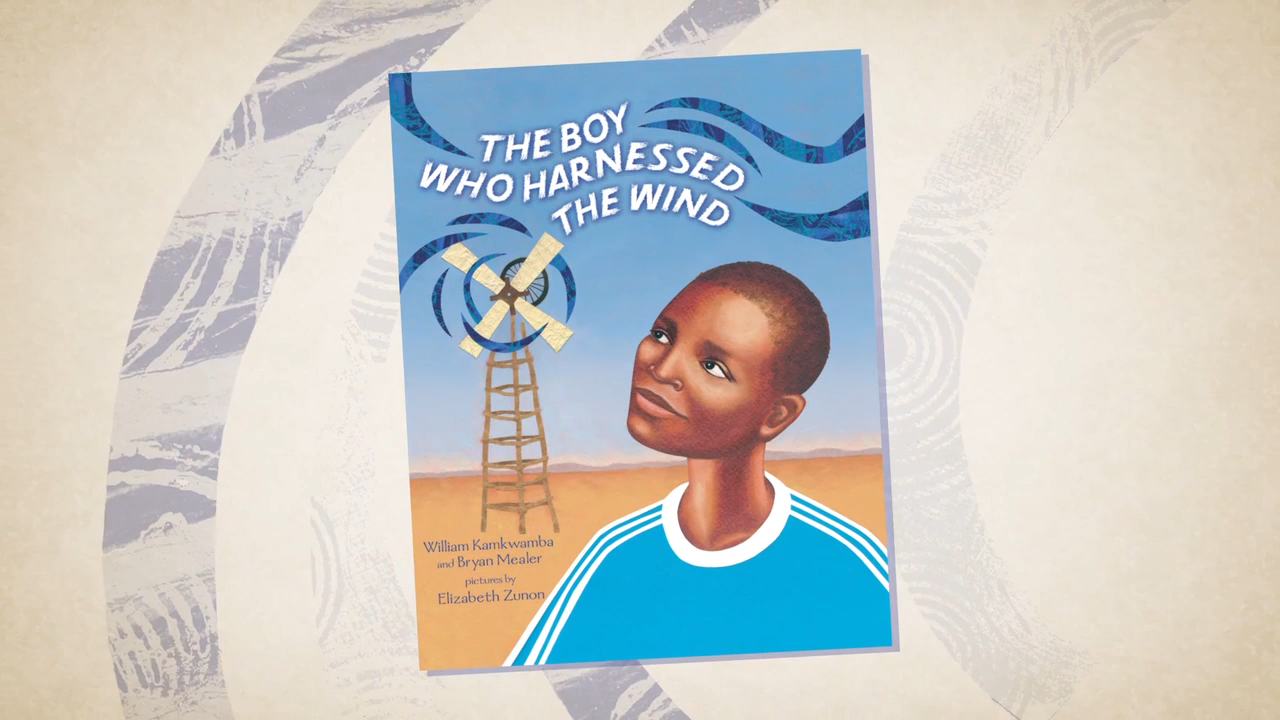 THE BOY
WHO HARNESSED
THE WIND
William Kamkwamba
and Bryan Mealer
pictures by
Elizabeth Zunon